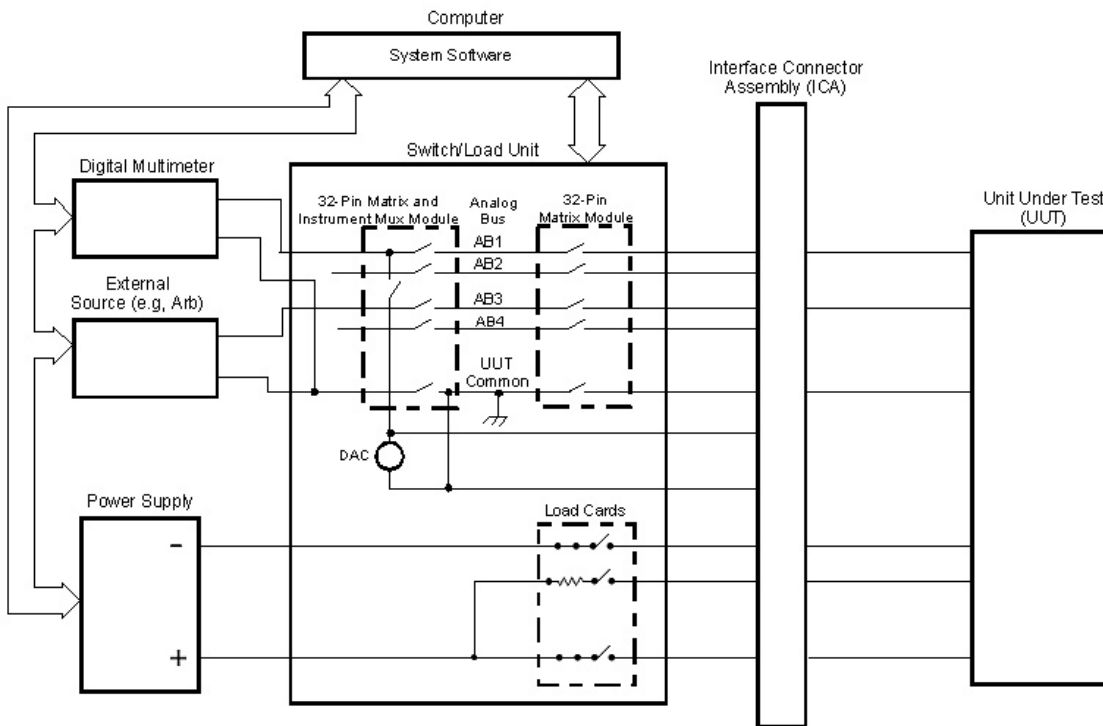 Computer
System Software
Interface Connector
Assembly (ICA)
Switch/Load Unit
Digital Multimeter
32-Pin Matrix and
Instrument Mux Module
Analog
Bus
32-Pin
Matrix Module
Unit Under Test
(UUT)
AB1
AB2
External
Source (e.g, Arb)
AB3
AB4
UUT
Common
DAC
Power Supply
Load Cards
-
+